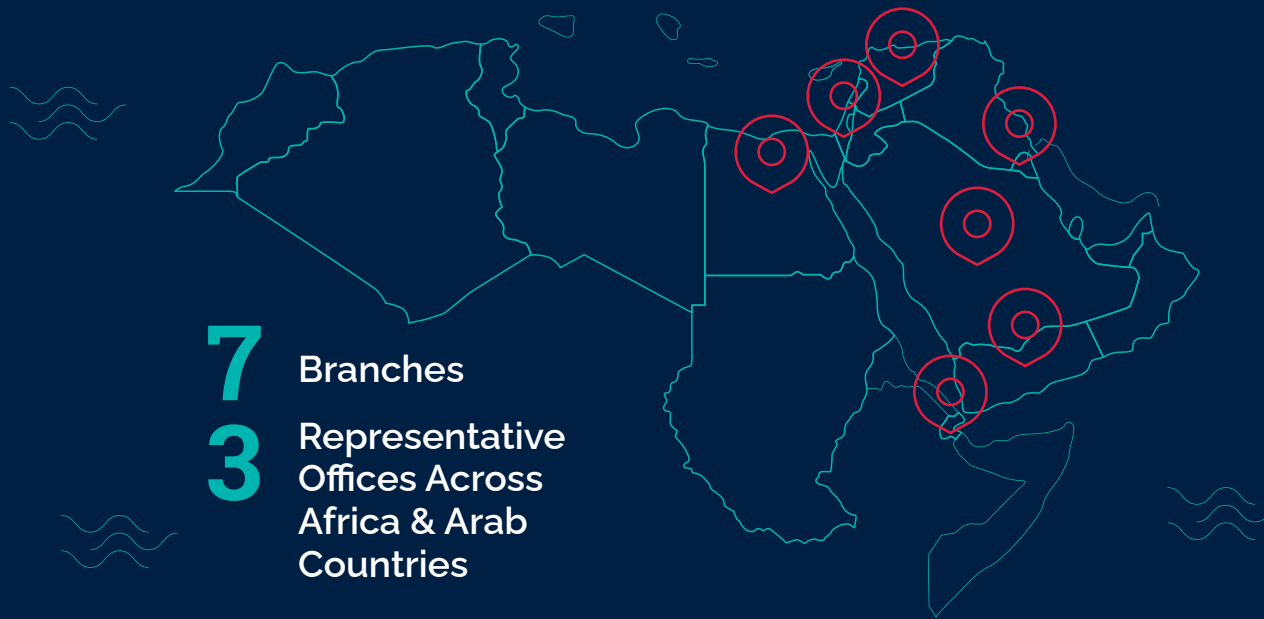 7 Branches
3 Representative
Offices Across
Africa & Arab
Countries